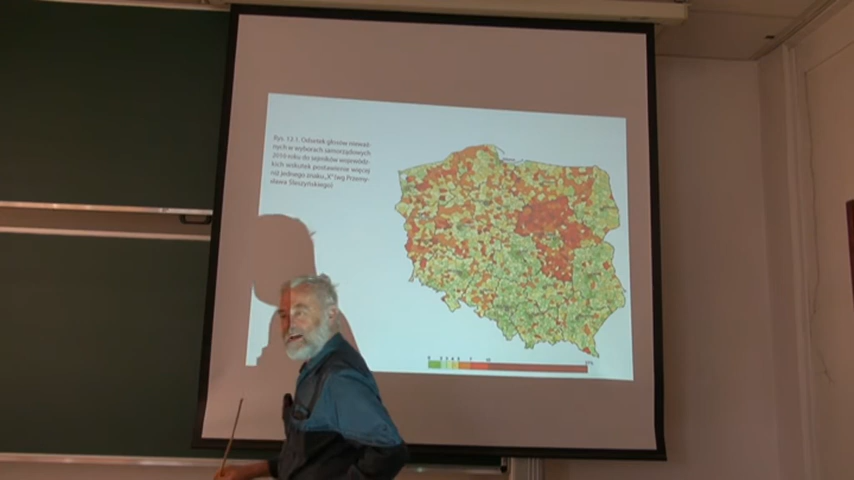 Rys. 13.1. Odsetek głosów nieważ-
nych w wyborach samorządowych
2010 roku do sejmików wojewódz-
kich wskutek postawienia więcej
niż jednego znaku „X" (wg Przemy-
sława Śleszyńskiego)